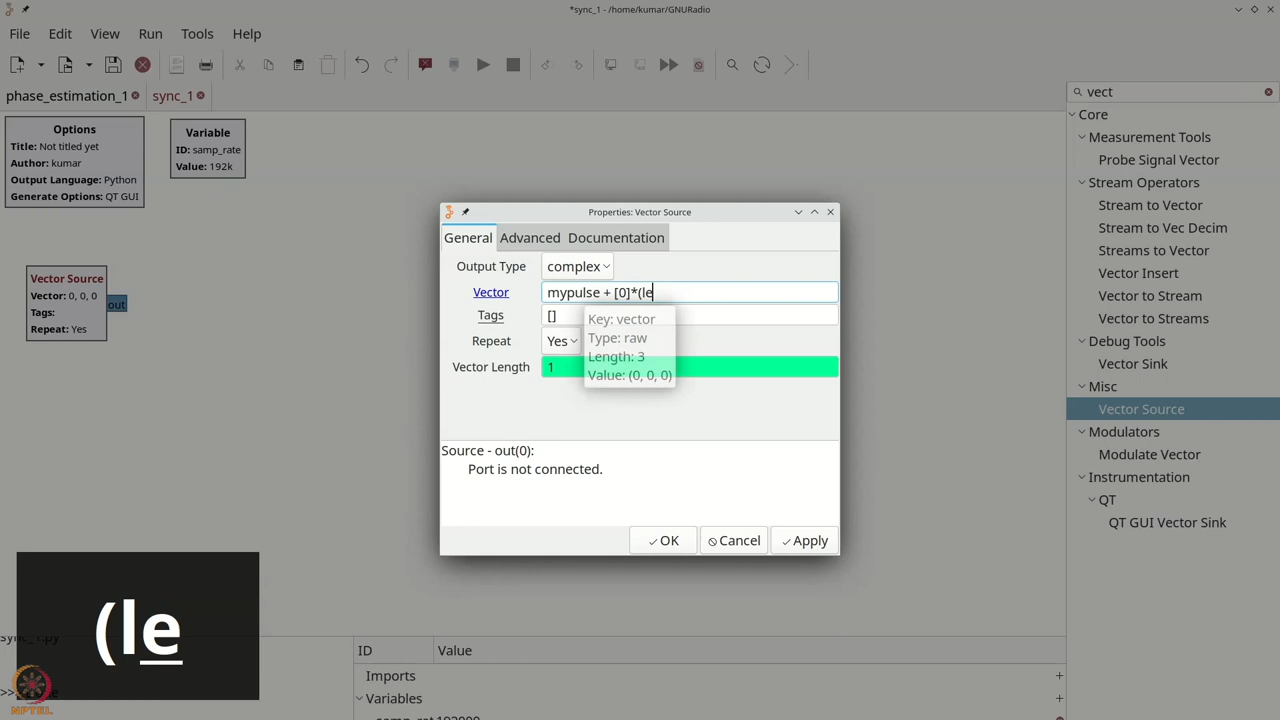 *sync_1 - /home/kumar/GNURadio
File Edit View Run Tools Help
phase_estimation_1 sync_1
vect
Options
Title: Not titled yet
Author: kumar
Output Language: Python
Generate Options: QT GUI
Variable
ID: samp_rate
Value: 192k
Vector Source
Vector: 0, 0, 0
Tags:
Repeat: Yes
out
Properties: Vector Source
General Advanced Documentation
Output Type complex
Vector mypulse + [0]*(le
Tags []
Repeat Yes
Vector Length 1
Key: vector
Type: raw
Length: 3
Value: (0, 0, 0)
Source - out(0):
Port is not connected.
OK Cancel Apply
Core
Measurement Tools
Probe Signal Vector
Stream Operators
Stream to Vector
Stream to Vec Decim
Streams to Vector
Vector Insert
Vector to Stream
Vector to Streams
Debug Tools
Vector Sink
Misc
Vector Source
Modulators
Modulate Vector
Instrumentation
QT
QT GUI Vector Sink
(le
sync_1.py
>>>
NPTEL
ID Value
Imports
Variables
samp_rat 192000